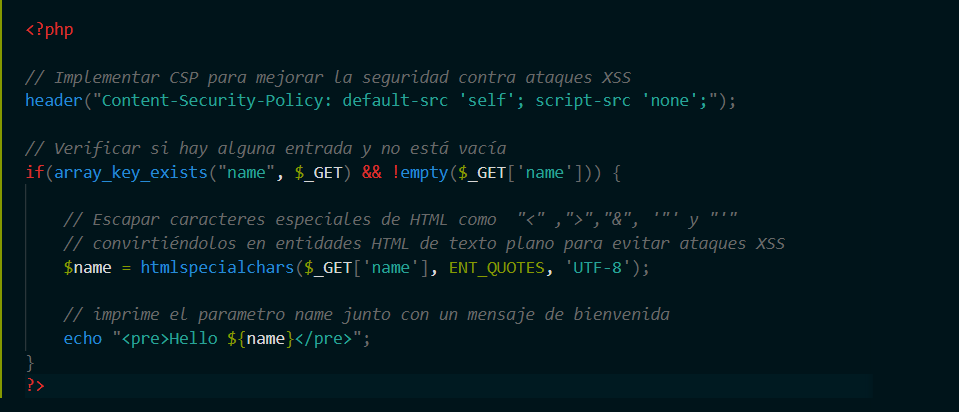 <?php
// Implementar CSP para mejorar la seguridad contra ataques XSS
header("Content-Security-Policy: default-src 'self'; script-src 'none';");
// Verificar si hay alguna entrada y no está vacía
if(array_key_exists("name", $_GET) && !empty($_GET['name'])) {
// Escapar caracteres especiales de HTML como  "<" ,">","&", '"' y "'"
// convirtiéndolos en entidades HTML de texto plano para evitar ataques XSS
$name = htmlspecialchars($_GET['name'], ENT_QUOTES, 'UTF-8');
// imprime el parametro name junto con un mensaje de bienvenida
echo "<pre>Hello ${name}</pre>";
}
?>